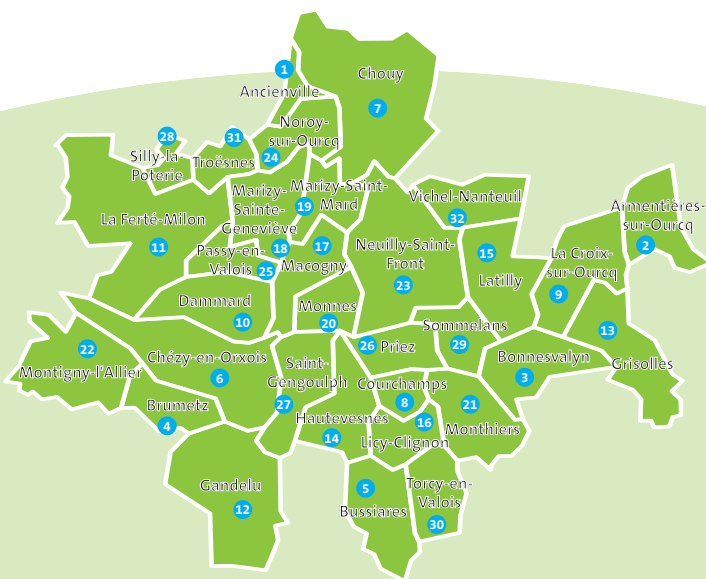 1
Ancienville
Chouy
7
Noroy-
sur-Ourcq
24
28
Silly-la-
Poterie
31
Troësnes
Marizy-
Sainte-
Geneviève
18
Marizy-Saint-
Mard
19
Vichel-Nanteuil
32
Armentières-
sur-Ourcq
2
La Ferté-Milon
11
Passy-en-
Valois
25
17
Macogny
Neuilly-Saint-
Front
23
15
Latilly
La Croix-
sur-Ourcq
9
Dammard
10
Monnes
20
Sommelans
29
13
Grisolles
22
Montigny-l'Allier
Chézy-en-Orxois
6
Saint-
Gengoulph
27
26
Priez
Bonnesvalyn
3
Courchamps
8
Brumetz
4
Hautevesnes
14
16
Licy-Clignon
21
Monthiers
Gandelu
12
5
Bussiares
Torcy-en-
Valois
30